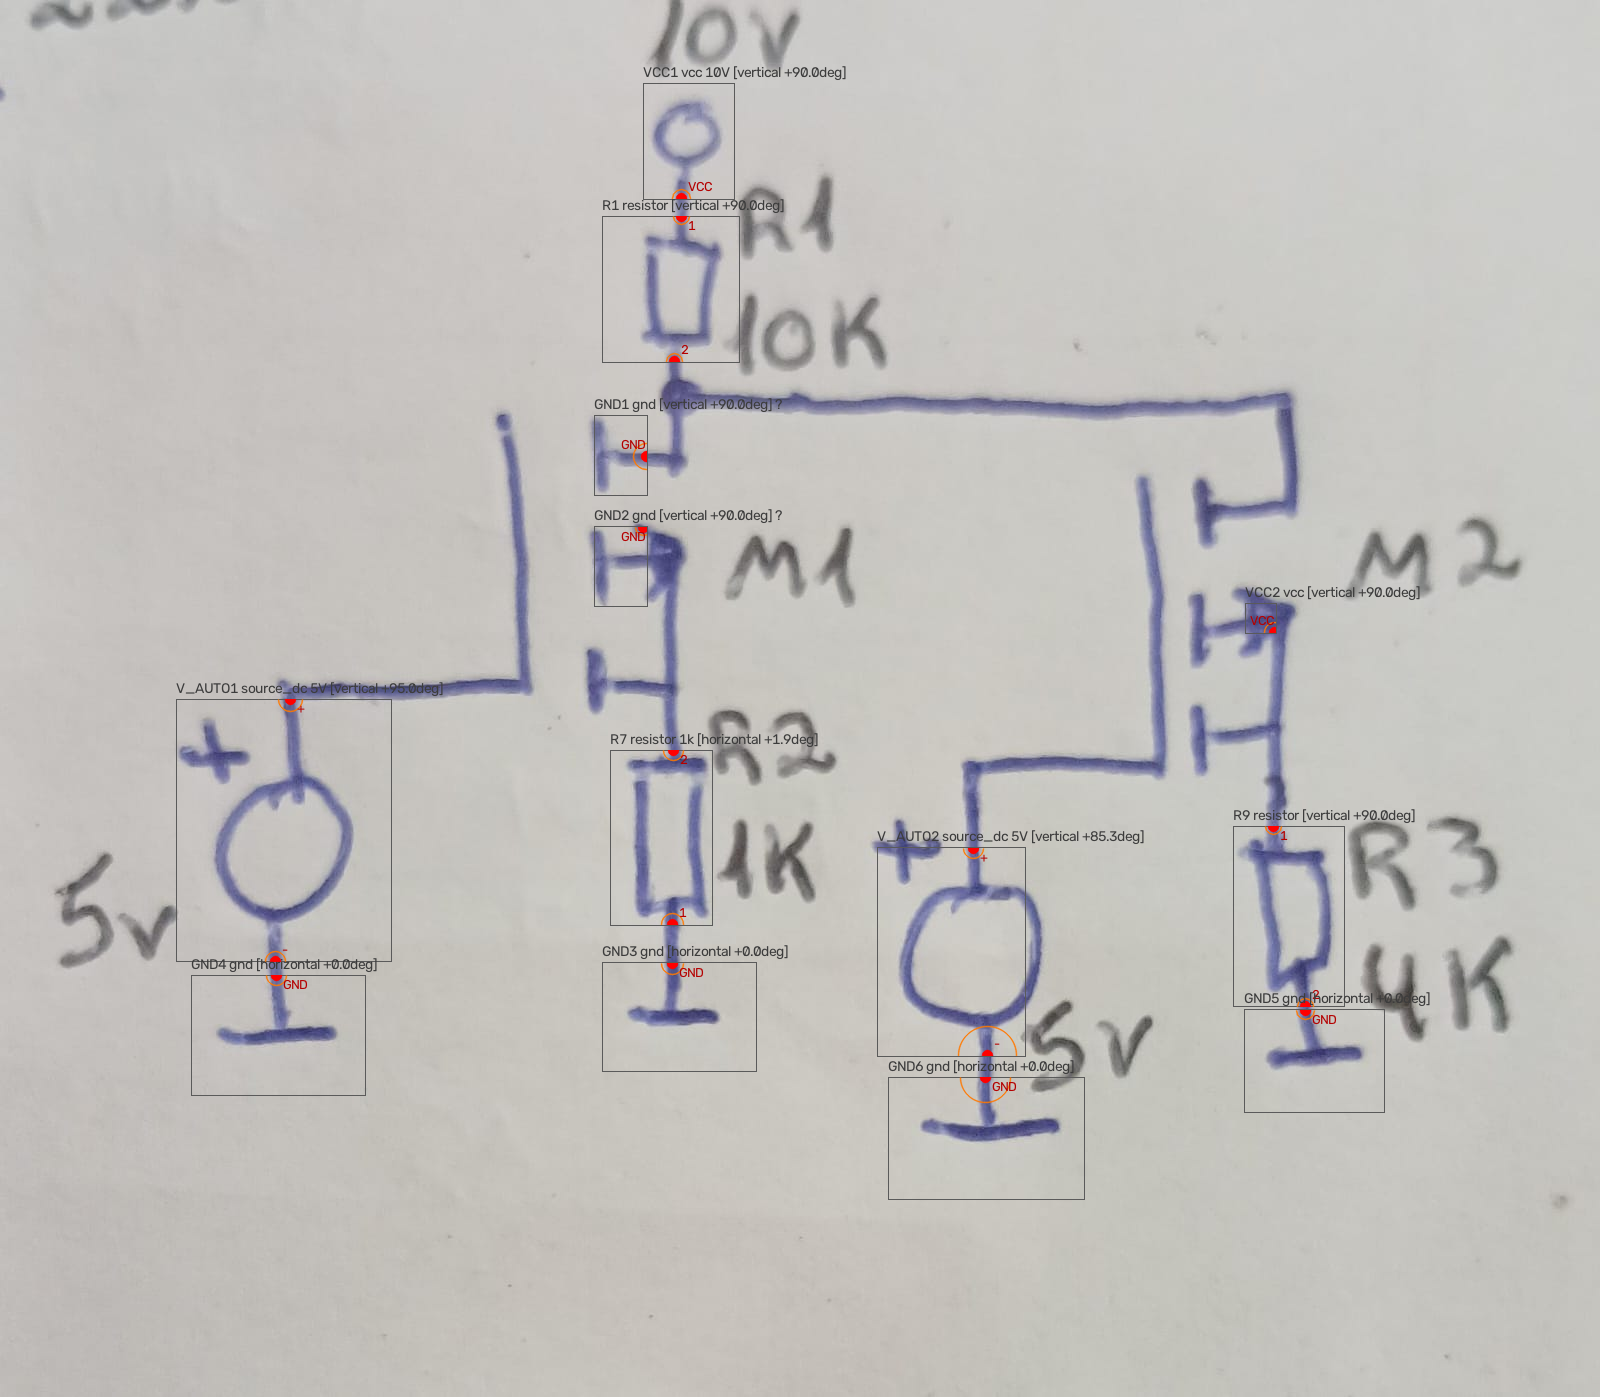 10V
VCC1 vcc 10V [vertical +90.0deg]
VCC
R1 resistor [vertical +90.0deg]
R1
1
10K
2
GND1 gnd [vertical +90.0deg] ?
GND
GND2 gnd [vertical +90.0deg] ?
GND
M1
M2
VCC2 vcc [vertical +90.0deg]
VCC
V_AUTO1 source_dc 5V [vertical +95.0deg]
+
+
R7 resistor 1k [horizontal +1.9deg]
R2
2
1K
1
R9 resistor [vertical +90.0deg]
1
R3
V_AUTO2 source_dc 5V [vertical +85.3deg]
+
+
5v
-
GND4 gnd [horizontal +0.0deg]
GND
GND3 gnd [horizontal +0.0deg]
GND
4K
2
GND5 gnd [horizontal +0.0deg]
GND
5v
-
GND6 gnd [horizontal +0.0deg]
GND